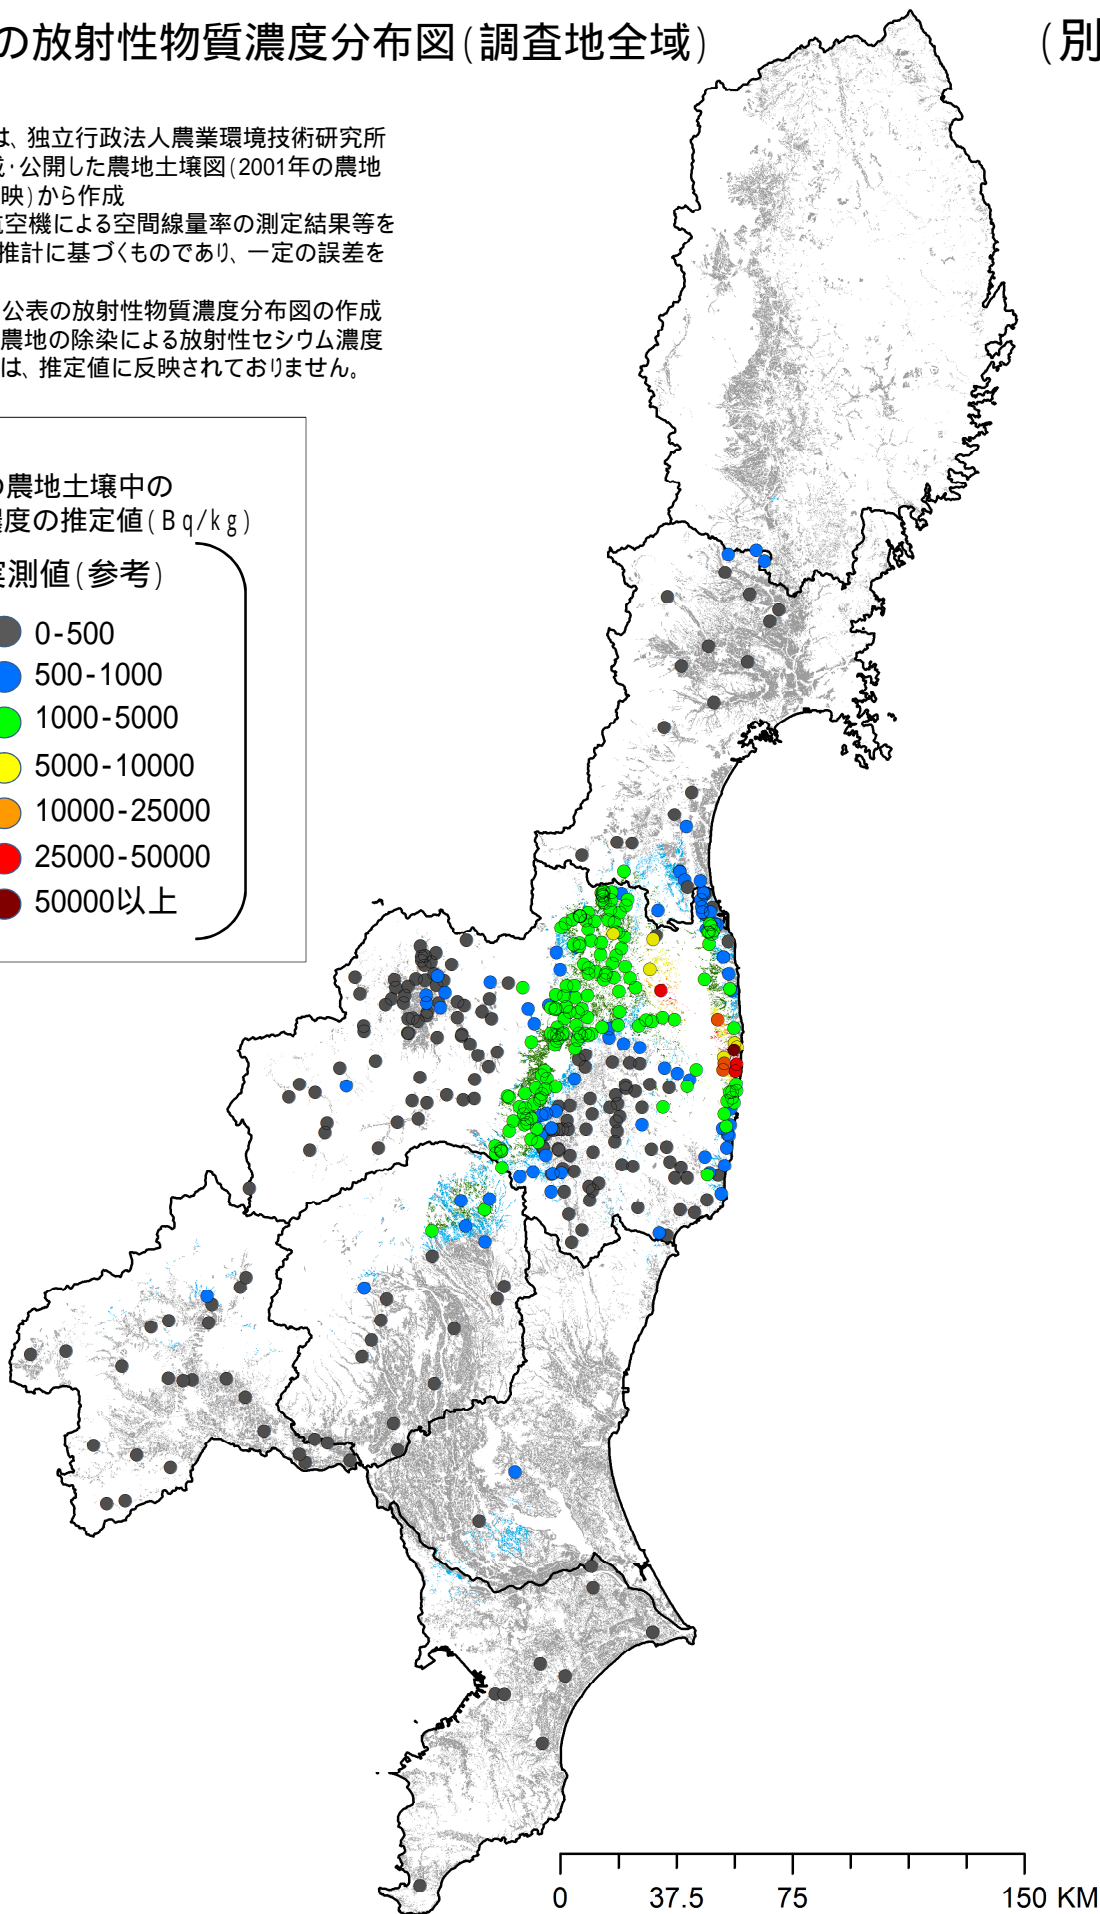 の放射性物質濃度分布図(調査地全域)
(別
は、独立行政法人農業環境技術研究所
成・公開した農地土壌図(2001年の農地
映)から作成
航空機による空間線量率の測定結果等を
推計に基づくものであり、一定の誤差を
公表の放射性物質濃度分布図の作成
農地の除染による放射性セシウム濃度
は、推定値に反映されておりません。
の農地土壌中の
濃度の推定値(Bq/kg)
実測値(参考)
0-500
500-1000
1000-5000
5000-10000
10000-25000
25000-50000
50000以上
0 37.5 75 150 KM